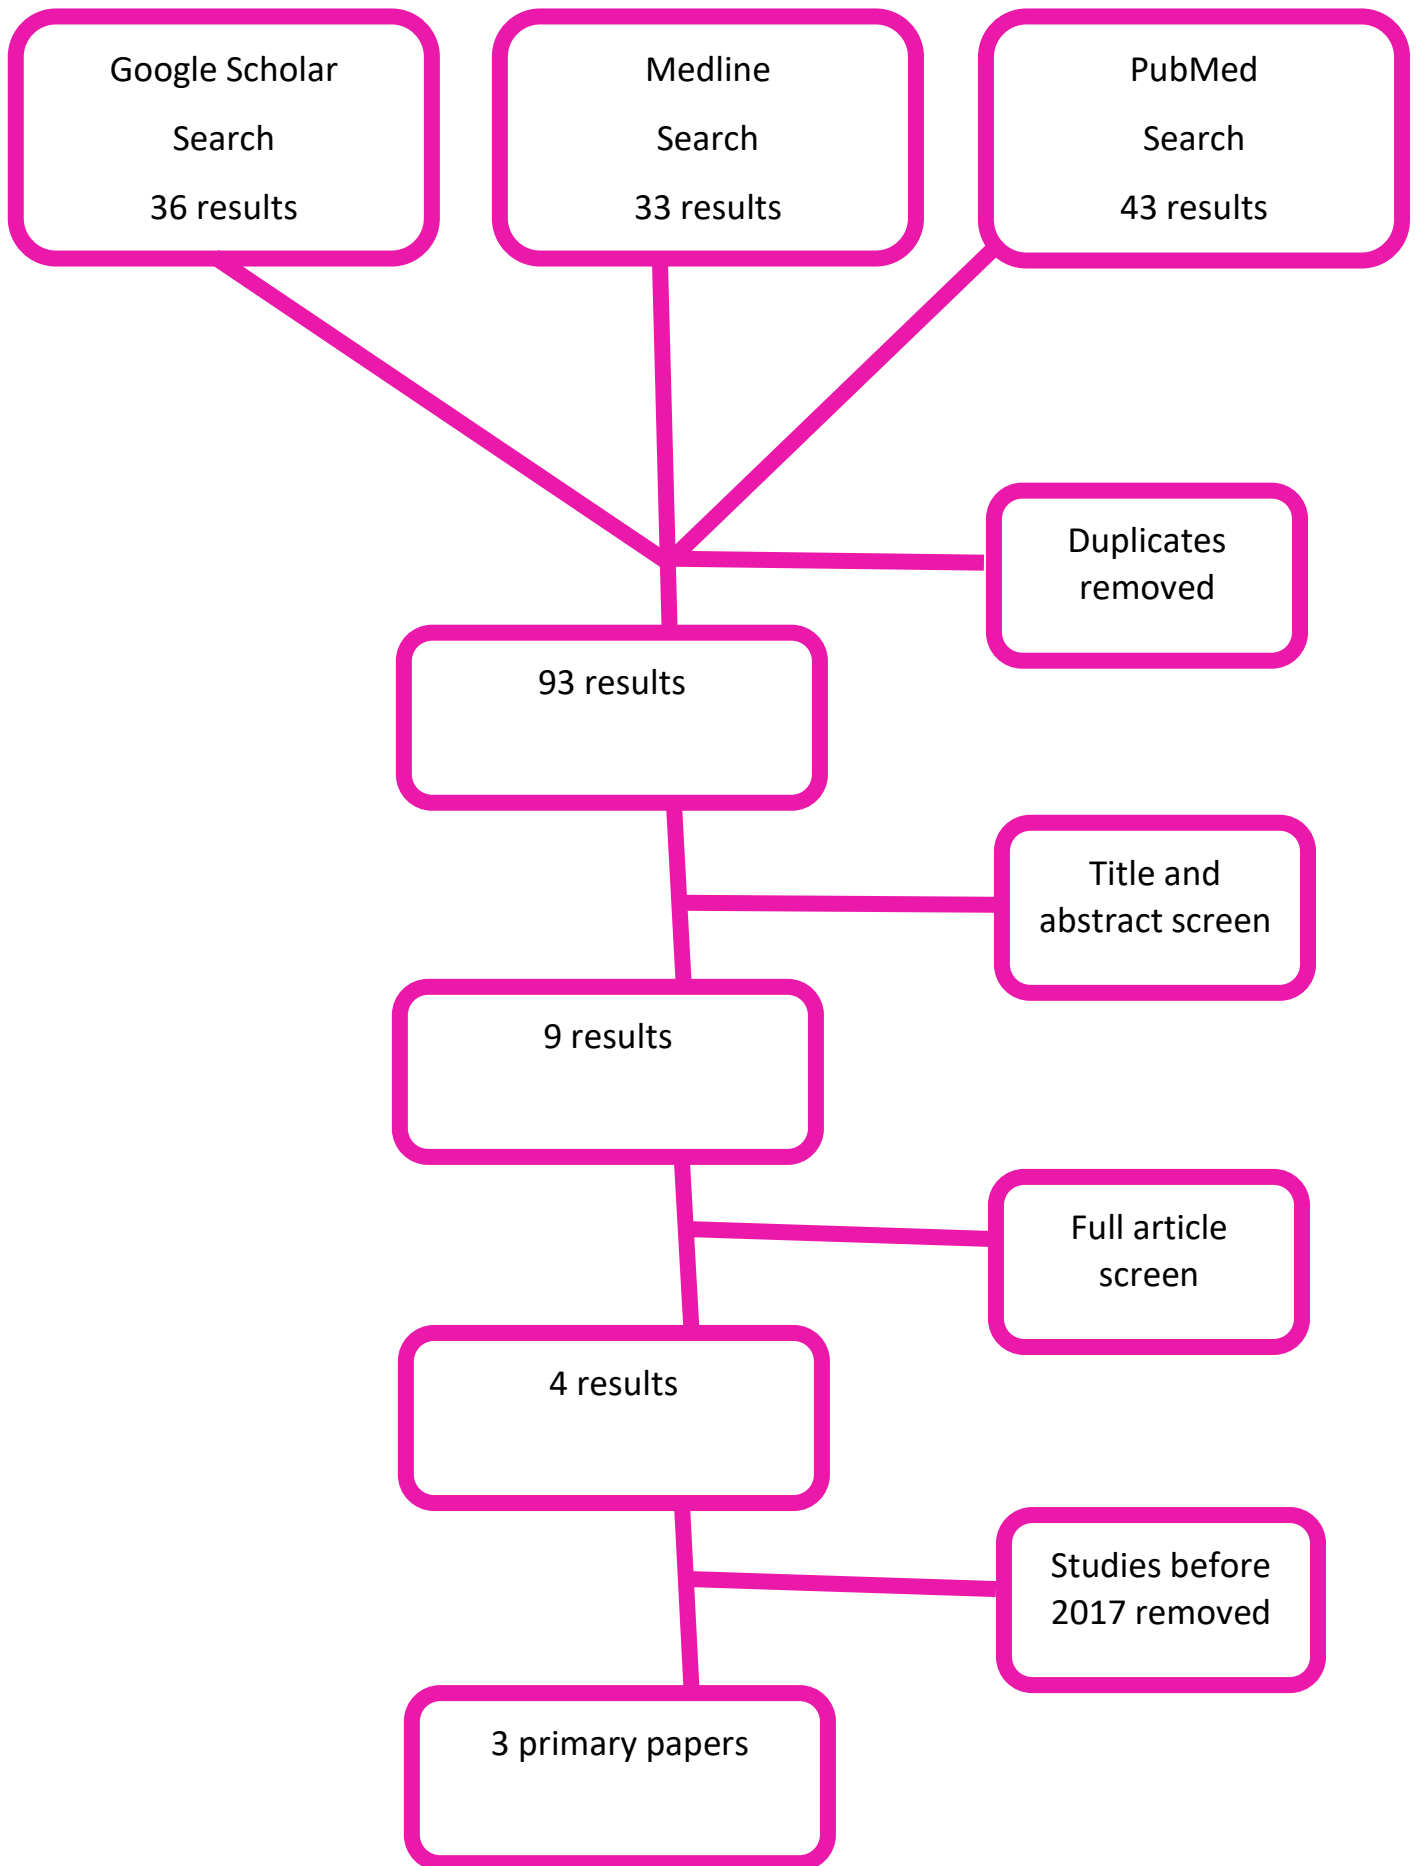 Google Scholar
Search
36 results
Medline
Search
33 results
PubMed
Search
43 results
Duplicates
removed
93 results
Title and
abstract screen
9 results
Full article
screen
4 results
Studies before
2017 removed
3 primary papers